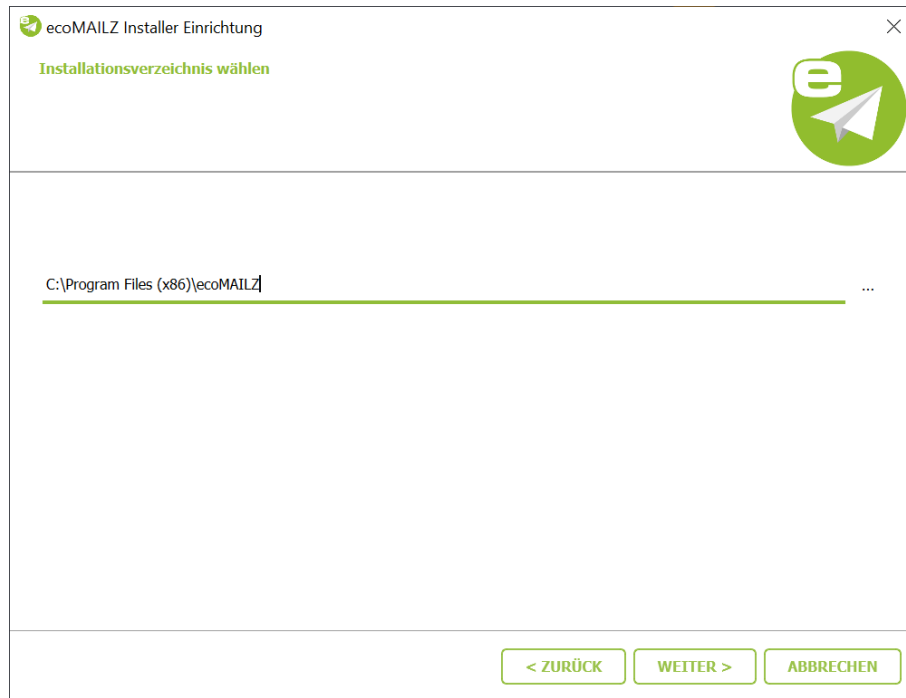 ecoMAILZ Installer Einrichtung
Installationsverzeichnis wählen
e
C:\Program Files (x86)\ecoMAILZ
...
< ZURÜCK WEITER > ABBRECHEN